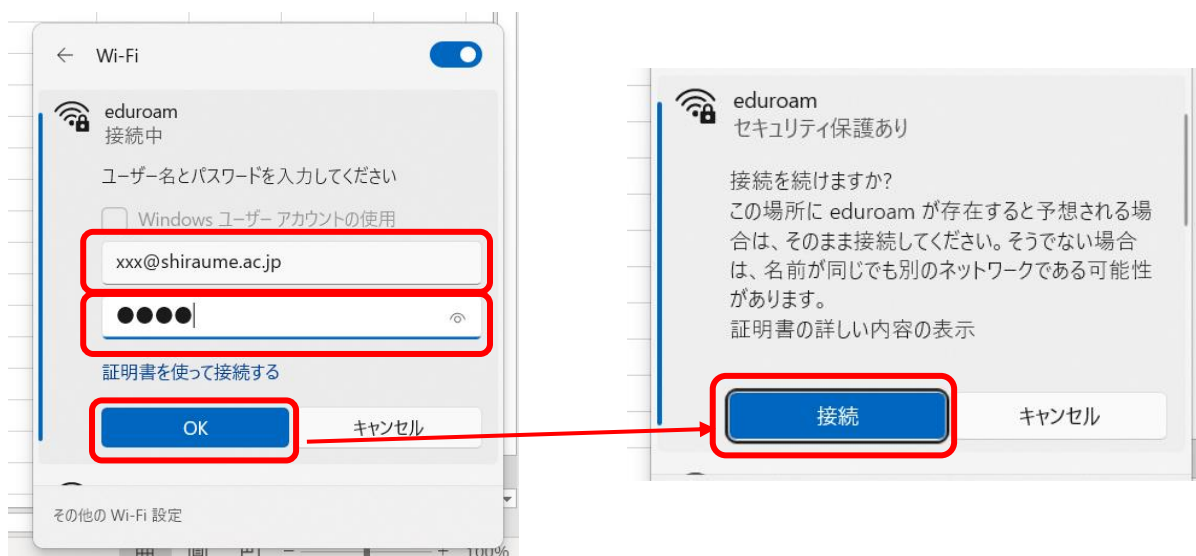 Wi-Fi
eduroam
接続中
ユーザー名とパスワードを入力してください
Windows ユーザー アカウントの使用
xxx@shiraume.ac.jp
●●●●
証明書を使って接続する
OK
キャンセル
その他の Wi-Fi 設定
100%
eduroam
セキュリティ保護あり
接続を続けますか?
この場所に eduroam が存在すると予想される場
合は、そのまま接続してください。そうでない場合
は、名前が同じでも別のネットワークである可能性
があります。
証明書の詳しい内容の表示
接続
キャンセル